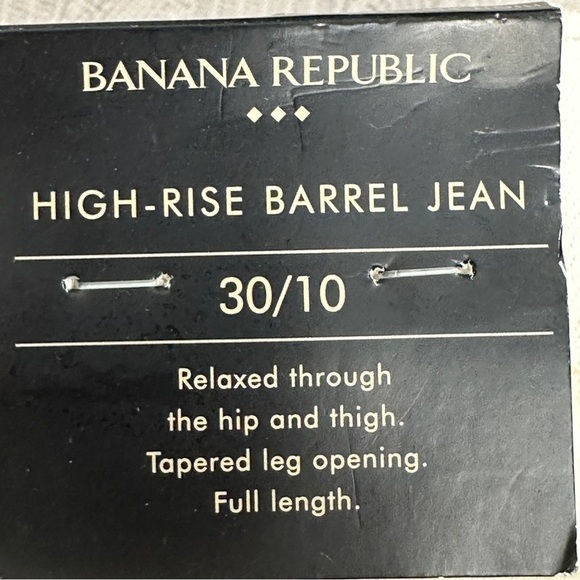 BANANA REPUBLIC
HIGH-RISE BARREL JEAN
30/10
Relaxed through
the hip and thigh.
Tapered leg opening.
Full length.